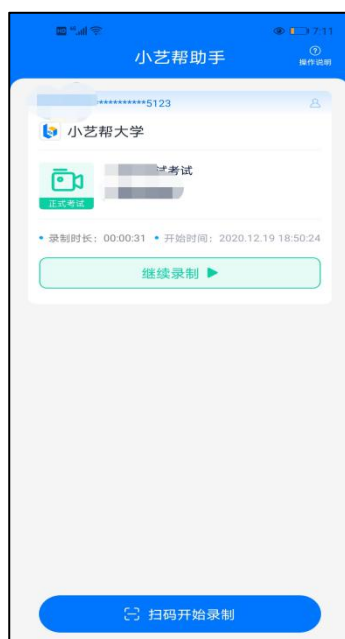 7:11
小艺帮助手
操作说明
**********5123
小艺帮大学
试考试
正式考试
录制时长：00:00:31 开始时间：2020.12.19 18:50:24
继续录制
扫码开始录制